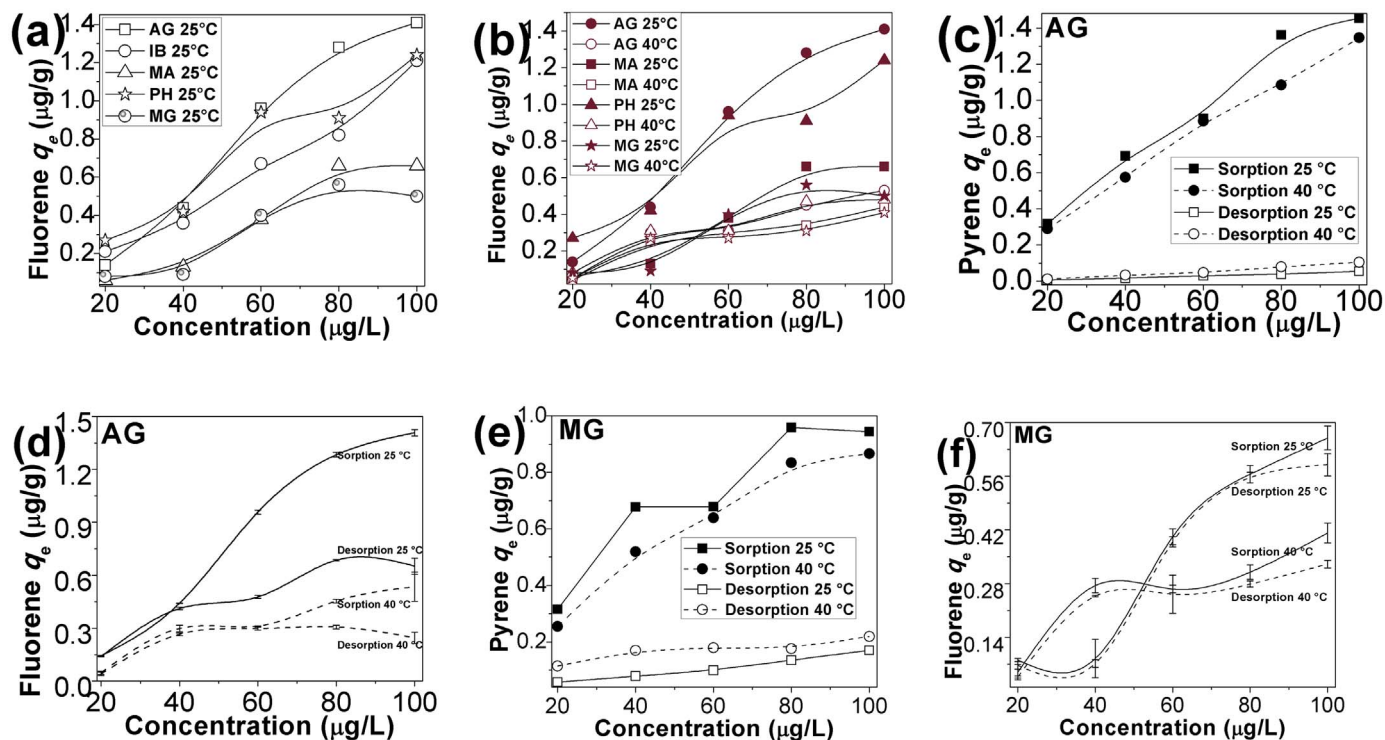 (a)
Fluorene qe (µg/g)
1.4
1.2
1.0
0.8
0.6
0.4
0.2
AG 25°C
IB 25°C
MA 25°C
PH 25°C
MG 25°C
20 40 60 80 100
Concentration (µg/L)
(b)
Fluorene qe (µg/g)
1.4
1.2
1.0
0.8
0.6
0.4
0.2
AG 25°C
AG 40°C
MA 25°C
MA 40°C
PH 25°C
PH 40°C
MG 25°C
MG 40°C
20 40 60 80 100
Concentration (µg/L)
(c)
AG
Pyrene qe (µg/g)
1.4
1.2
1.0
0.8
0.6
0.4
0.2
0.0
Sorption 25 °C
Sorption 40 °C
Desorption 25 °C
Desorption 40 °C
20 40 60 80 100
Concentration (µg/L)
(d)
AG
Fluorene qe (µg/g)
1.5
1.2
0.9
0.6
0.3
0.0
Sorption 25 °C
Desorption 25 °C
Sorption 40 °C
Desorption 40 °C
20 40 60 80 100
Concentration (µg/L)
(e)
MG
Pyrene qe (µg/g)
1.0
0.8
0.6
0.4
0.2
Sorption 25 °C
Sorption 40 °C
Desorption 25 °C
Desorption 40 °C
20 40 60 80 100
Concentration (µg/L)
(f)
MG
Fluorene qe (µg/g)
0.70
0.56
0.42
0.28
0.14
Sorption 25 °C
Desorption 25 °C
Sorption 40 °C
Desorption 40 °C
20 40 60 80 100
Concentration (µg/L)